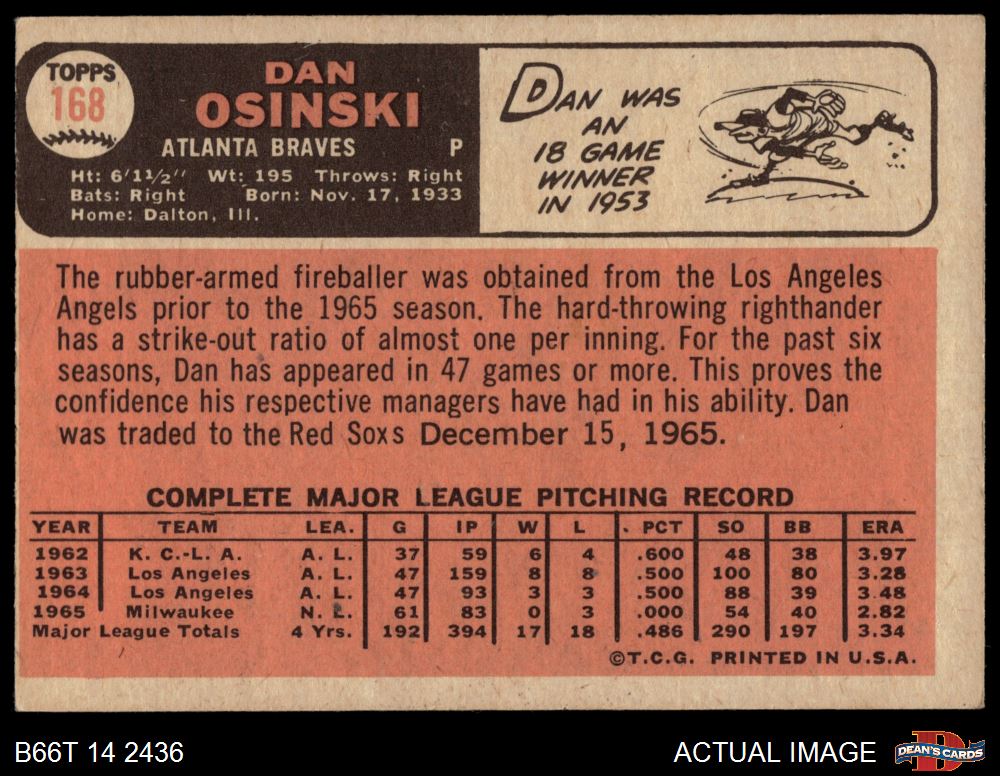 TOPPS
168
DAN
OSINSKI
ATLANTA BRAVES P
Ht: 6'1½" Wt: 195 Throws: Right
Bats: Right Born: Nov. 17, 1933
Home: Dalton, Ill.
DAN WAS
AN
18 GAME
WINNER
IN 1953
The rubber-armed fireballer was obtained from the Los Angeles
Angels prior to the 1965 season. The hard-throwing righthander
has a strike-out ratio of almost one per inning. For the past six
seasons, Dan has appeared in 47 games or more. This proves the
confidence his respective managers have had in his ability. Dan
was traded to the Red Soxs December 15, 1965.
COMPLETE MAJOR LEAGUE PITCHING RECORD
YEAR TEAM LEA. G IP W L PCT SO BB ERA
1962 K. C.-L. A. A. L. 37 59 6 4 .600 48 38 3.97
1963 Los Angeles A. L. 47 159 8 8 .500 100 80 3.28
1964 Los Angeles A. L. 47 93 3 3 .500 88 39 3.48
1965 Milwaukee N. L. 61 83 0 3 .000 54 40 2.82
Major League Totals 4 Yrs. 192 394 17 18 .486 290 197 3.34
©T.C.G. PRINTED IN U.S.A.
B66T 14 2436 ACTUAL IMAGE DEAN'S CARDS